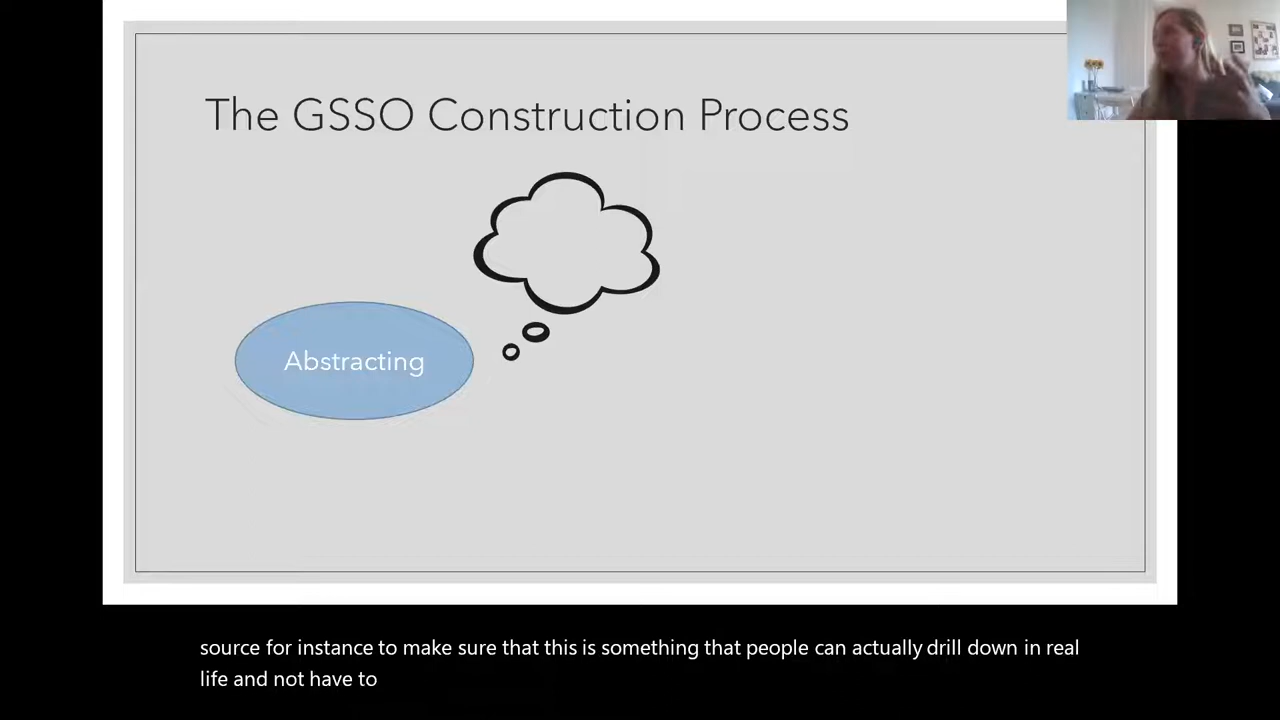 The GSSO Construction Process
Abstracting
source for instance to make sure that this is something that people can actually drill down in real
life and not have to